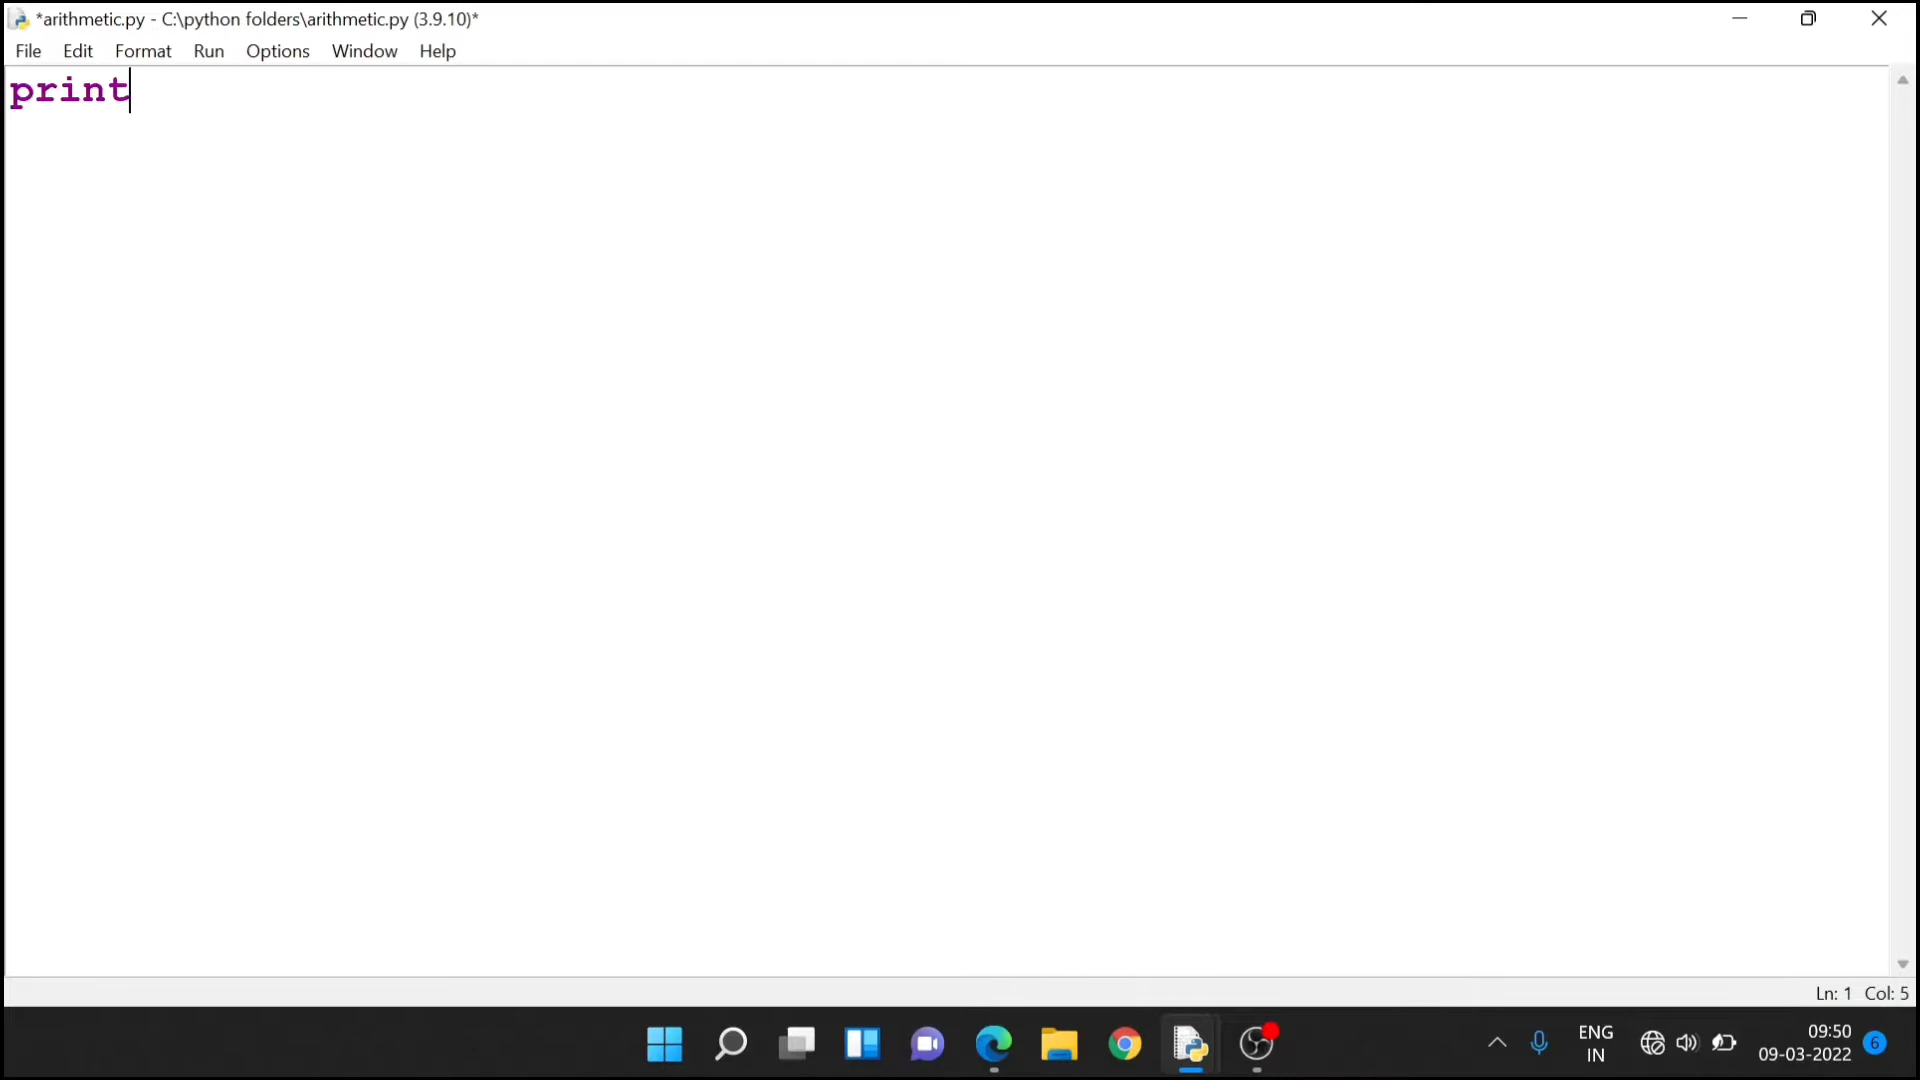 *arithmetic.py - C:\python folders\arithmetic.py (3.9.10)*
File Edit Format Run Options Window Help
print
Ln: 1 Col: 5
ENG
IN
09:50
09-03-2022
6